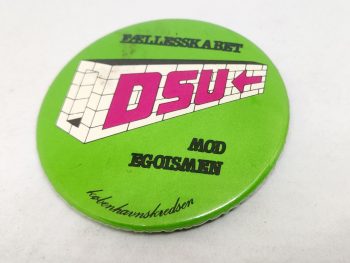 FÆLLESSKABET
DSU
MOD
EGOISMEN
københavnskredsen